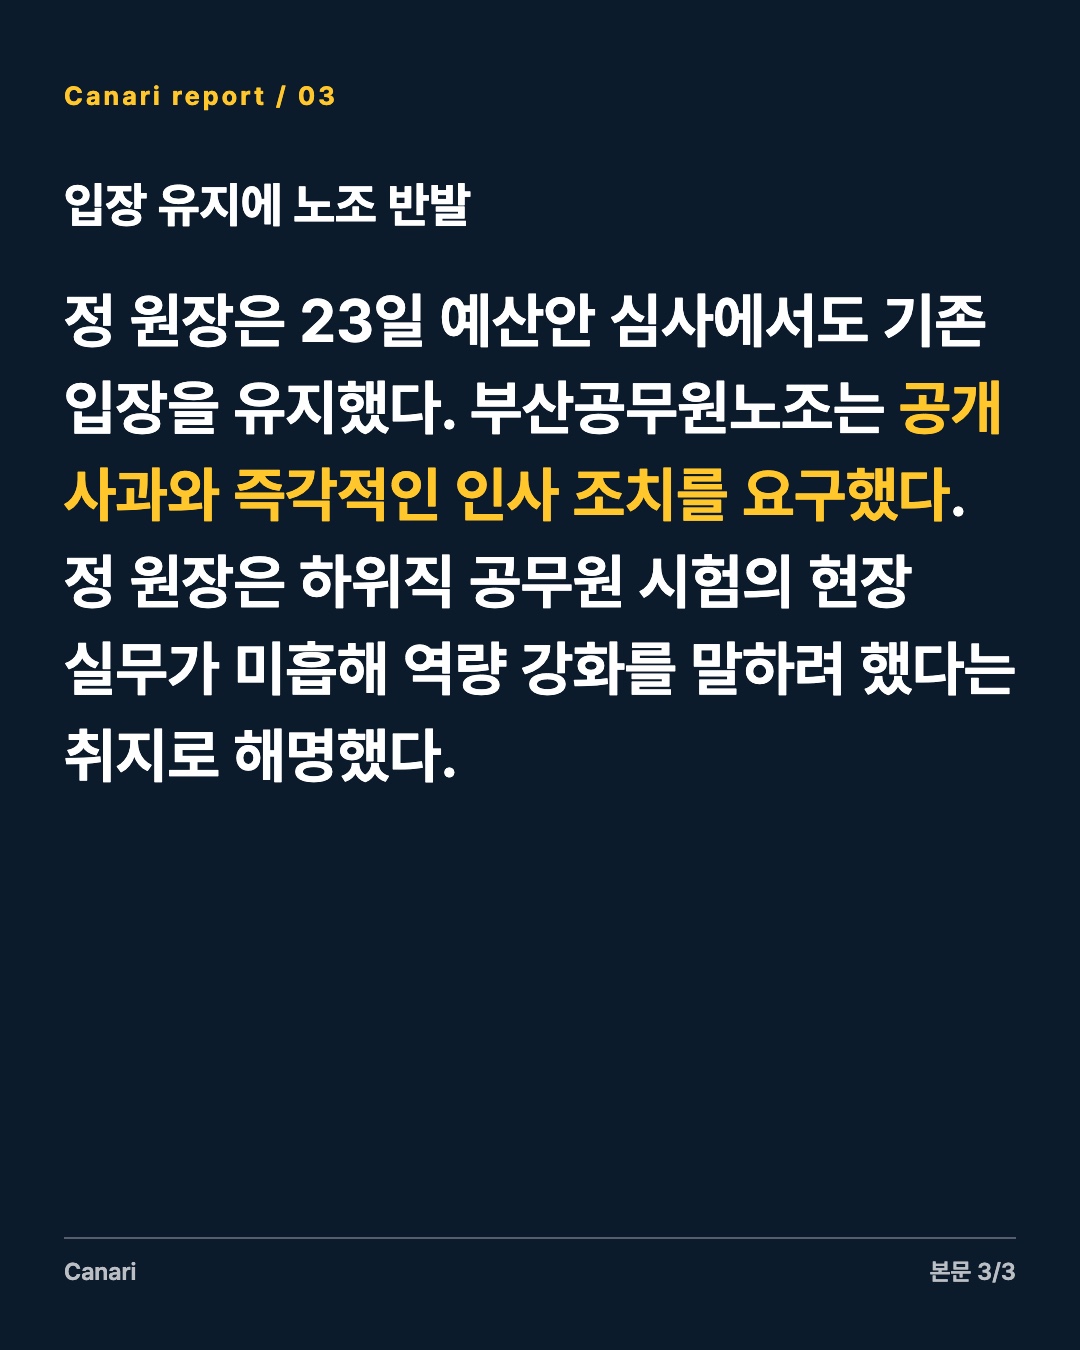 Canari report / 03
입장 유지에 노조 반발
정 원장은 23일 예산안 심사에서도 기존
입장을 유지했다. 부산공무원노조는 공개
사과와 즉각적인 인사 조치를 요구했다.
정 원장은 하위직 공무원 시험의 현장
실무가 미흡해 역량 강화를 말하려 했다는
취지로 해명했다.
Canari
본문 3/3